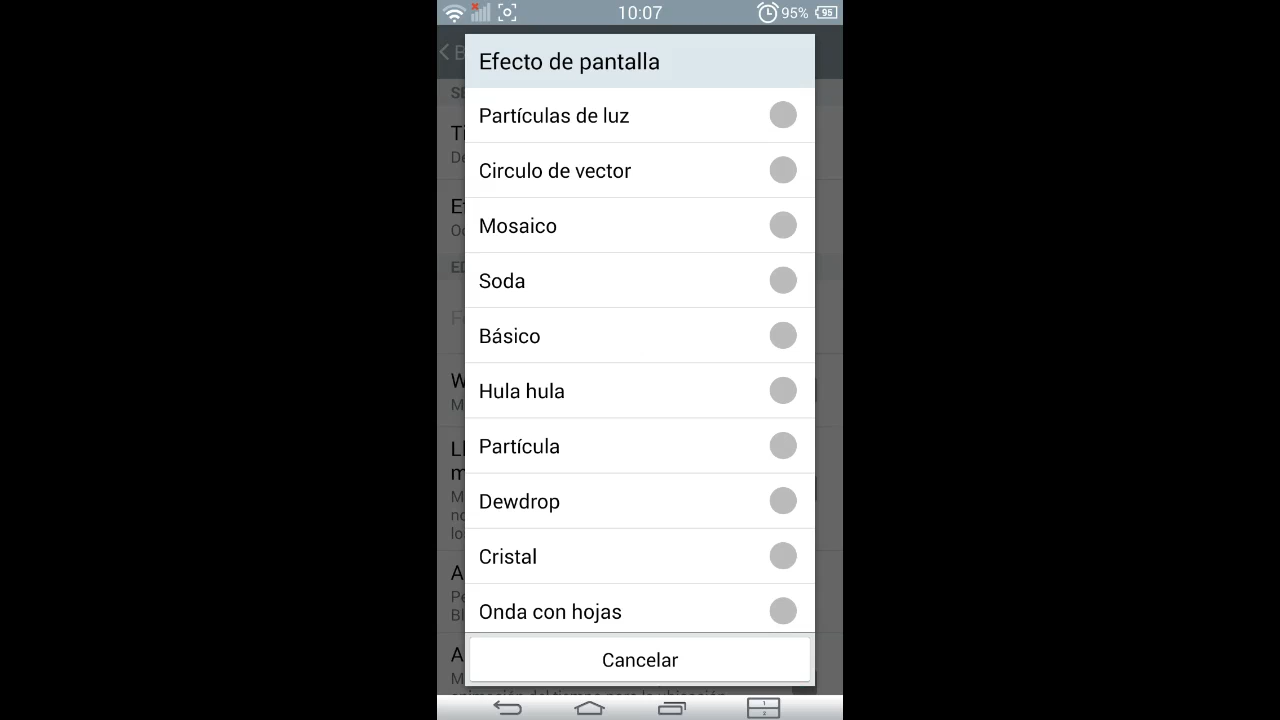 10:07
95%
95
Efecto de pantalla
Partículas de luz
Circulo de vector
Mosaico
Soda
Básico
Hula hula
Partícula
Dewdrop
Cristal
Onda con hojas
Cancelar